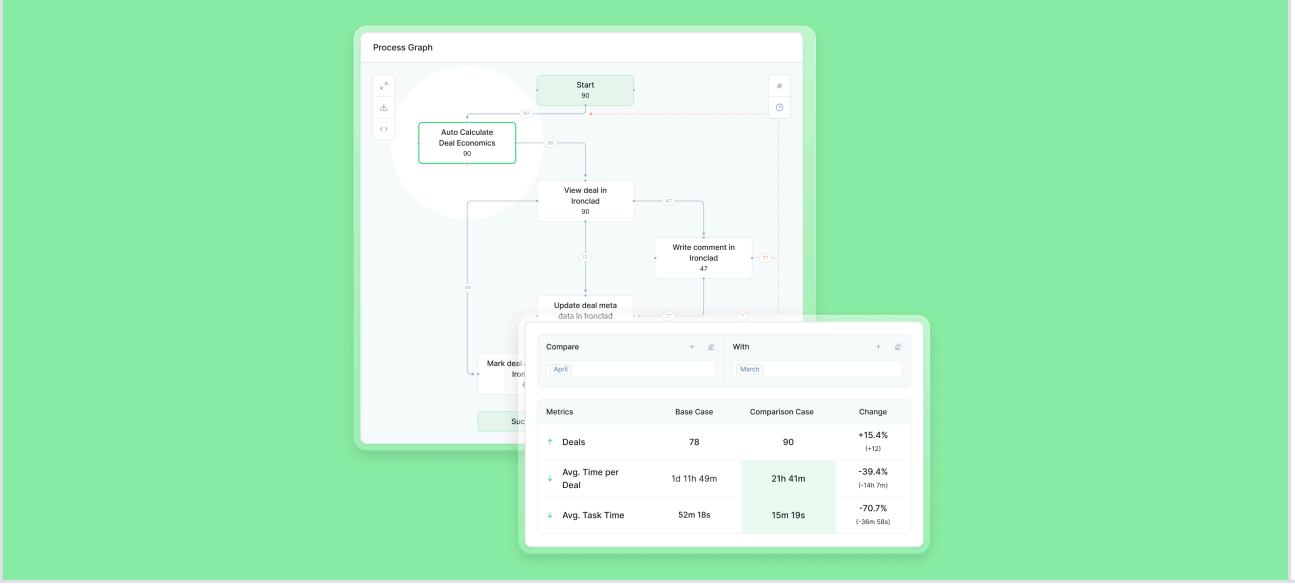 Process Graph
Start
90
#
90
Auto Calculate
Deal Economics
90
90
View deal in
Ironclad
90
47
Write comment in
Ironclad
47
17
Update deal meta
data in Ironclad
27
7
Mark deal
Suc
Compare
April
With
March
Metrics Base Case Comparison Case Change
Deals 78 90 +15.4%
(+12)
Avg. Time per
Deal
1d 11h 49m 21h 41m -39.4%
(-14h 7m)
Avg. Task Time 52m 18s 15m 19s -70.7%
(-36m 58s)